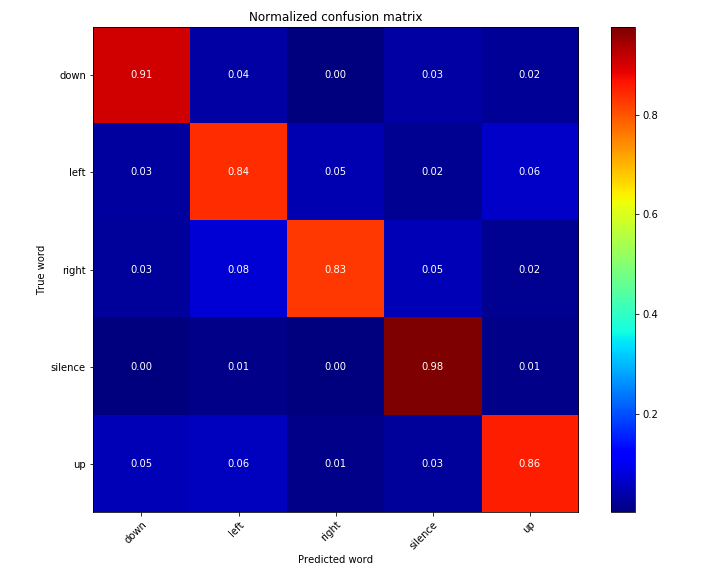 Normalized confusion matrix
down 0.91 0.04 0.00 0.03 0.02
left 0.03 0.84 0.05 0.02 0.06
right 0.03 0.08 0.83 0.05 0.02
silence 0.00 0.01 0.00 0.98 0.01
up 0.05 0.06 0.01 0.03 0.86
True word
down left right silence up
Predicted word
0.8
0.6
0.4
0.2